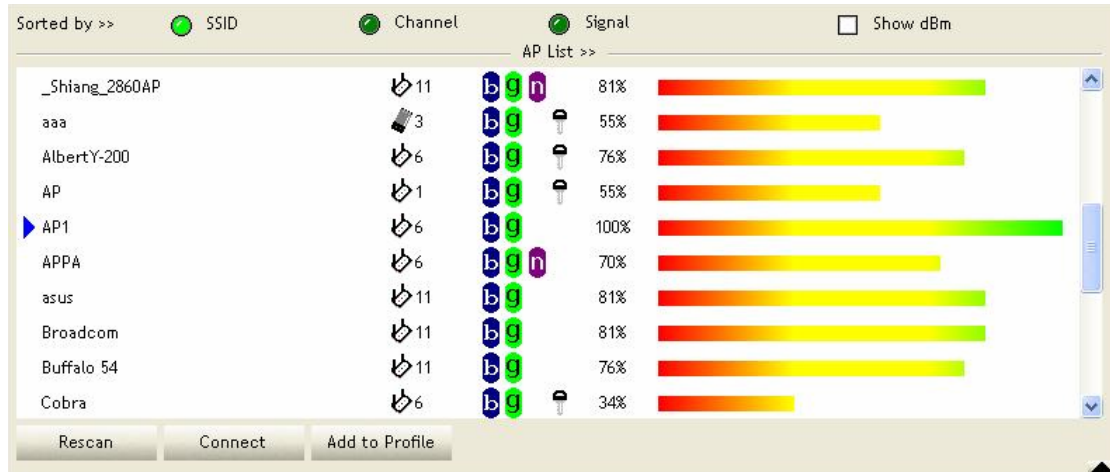 Sorted by >> SSID Channel Signal Show dBm
AP List >>
_Shiang_2860AP 11 b g n 81%
aaa 3 b g 55%
AlbertY-200 6 b g 76%
AP 1 b g 55%
AP1 6 b g 100%
APPA 6 b g n 70%
asus 11 b g 81%
Broadcom 11 b g 81%
Buffalo 54 11 b g 76%
Cobra 6 b g 34%
Rescan Connect Add to Profile